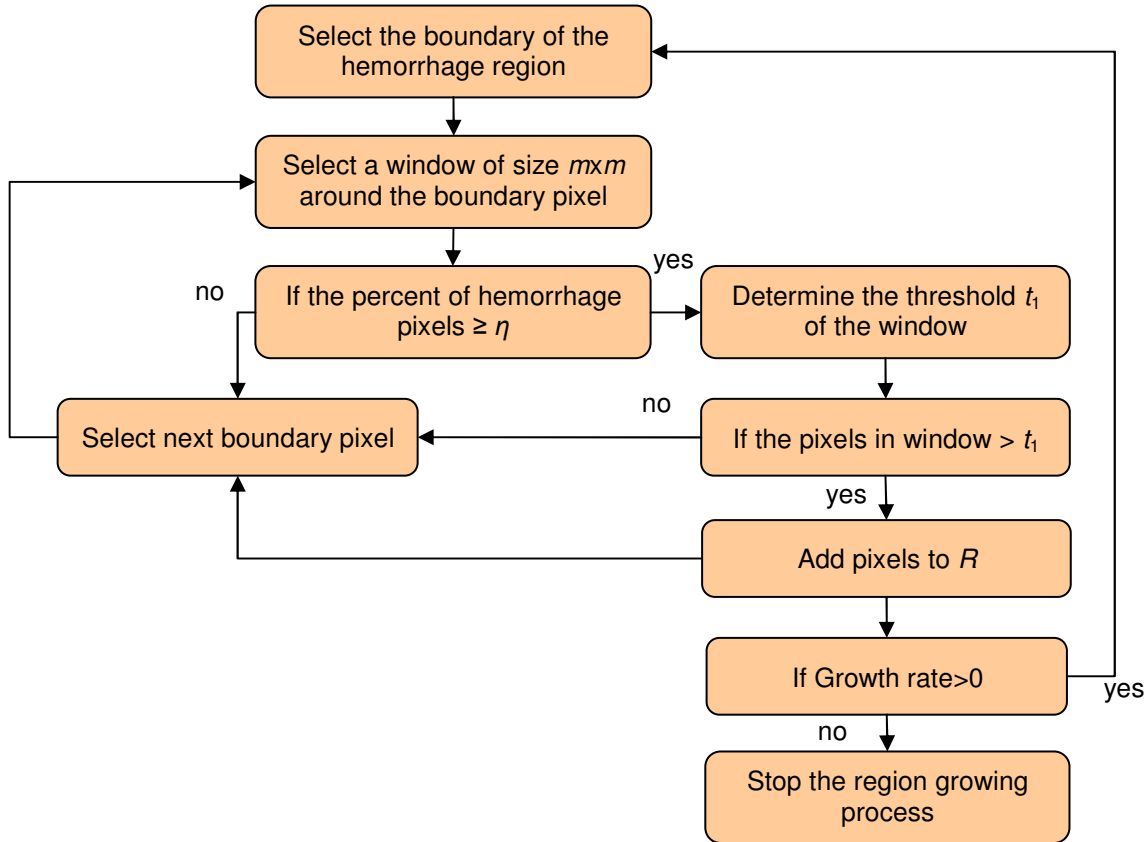 Select the boundary of the
hemorrhage region
Select a window of size mxm
around the boundary pixel
no
If the percent of hemorrhage
pixels ≥ η
yes
Determine the threshold t₁
of the window
Select next boundary pixel
no
If the pixels in window > t₁
yes
Add pixels to R
If Growth rate>0
yes
no
Stop the region growing
process